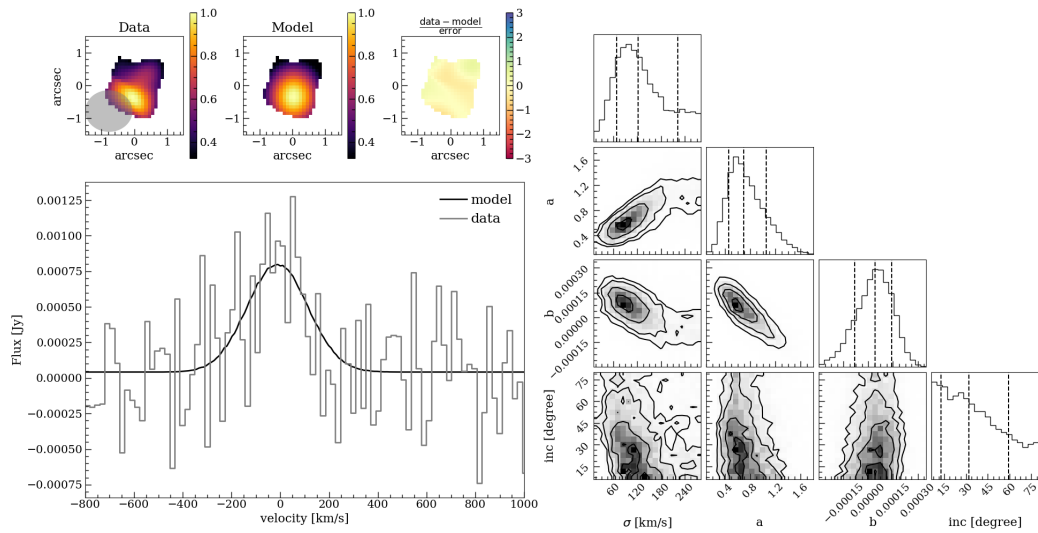 Data
Model
data − model
error
1.0
0.8
0.6
0.4
1.0
0.8
0.6
0.4
3
2
1
0
−1
−2
−3
arcsec
1
0
−1
−1 0 1
−1 0 1
−1 0 1
arcsec
arcsec
arcsec
model
data
Flux [Jy]
0.00125
0.00100
0.00075
0.00050
0.00025
0.00000
−0.00025
−0.00050
−0.00075
−800 −600 −400 −200 0 200 400 600 800 1000
velocity [km/s]
a
1.6
1.2
0.8
0.4
b
0.00030
0.00015
0.00000
−0.00015
inc [degree]
75
60
45
30
15
60 120 180 240
0.4 0.8 1.2 1.6
−0.00015 0.00000 0.00015 0.00030
15 30 45 60 75
σ [km/s]
a
b
inc [degree]